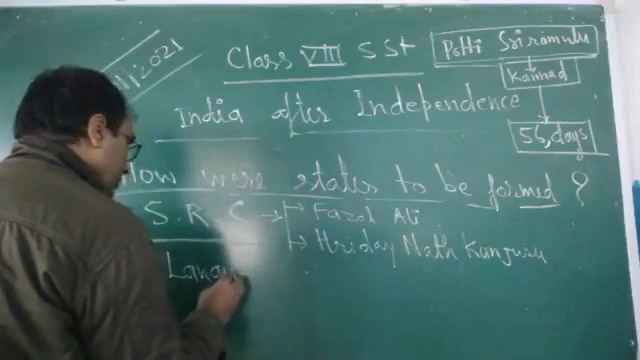 2021
Class VIII SSt
Potti Sriramulu
Kannad
56, days
India after Independence
How were states to be formed ?
S. R. C → Fazal Ali
Hriday Nath Kunjuru